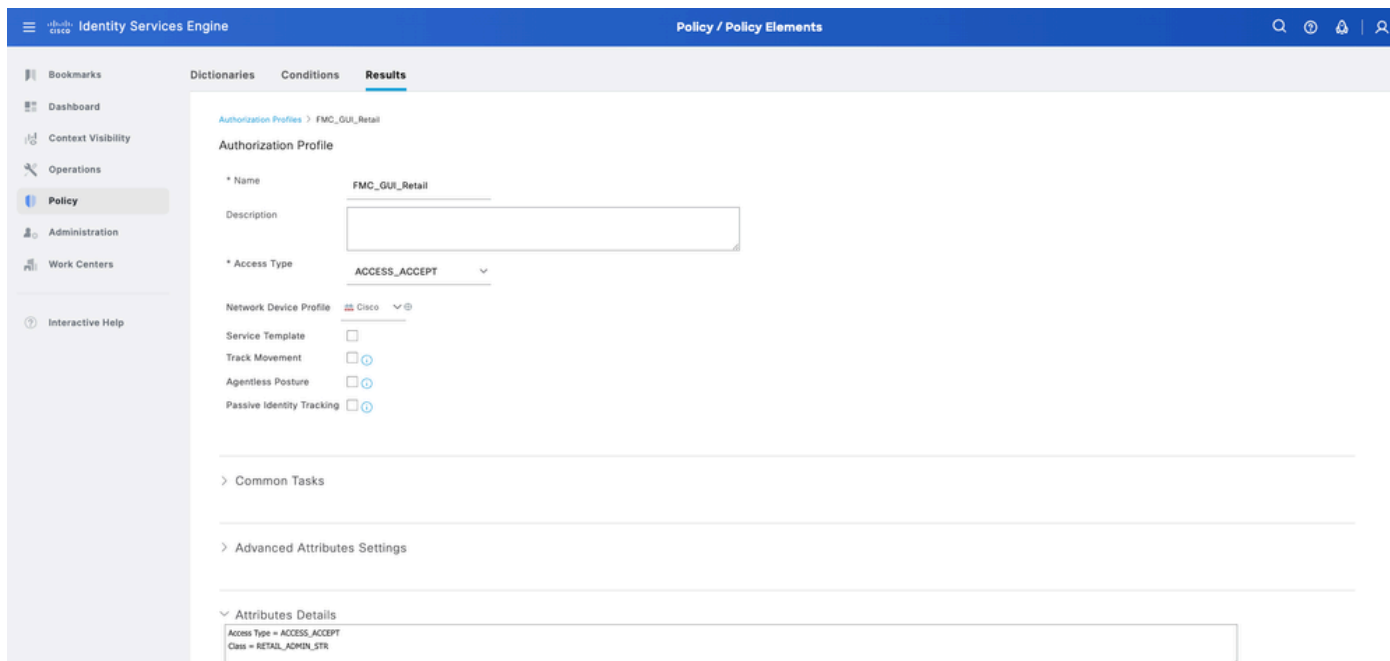 cisco Identity Services Engine
Policy / Policy Elements
Bookmarks
Dashboard
Context Visibility
Operations
Policy
Administration
Work Centers
Interactive Help
Dictionaries Conditions Results
Authorization Profiles > FMC_GUI_Retail
Authorization Profile
* Name FMC_GUI_Retail
Description
* Access Type ACCESS_ACCEPT
Network Device Profile Cisco
Service Template
Track Movement
Agentless Posture
Passive Identity Tracking
> Common Tasks
> Advanced Attributes Settings
Attributes Details
Access Type = ACCESS_ACCEPT
Class = RETAIL_ADMIN_STR